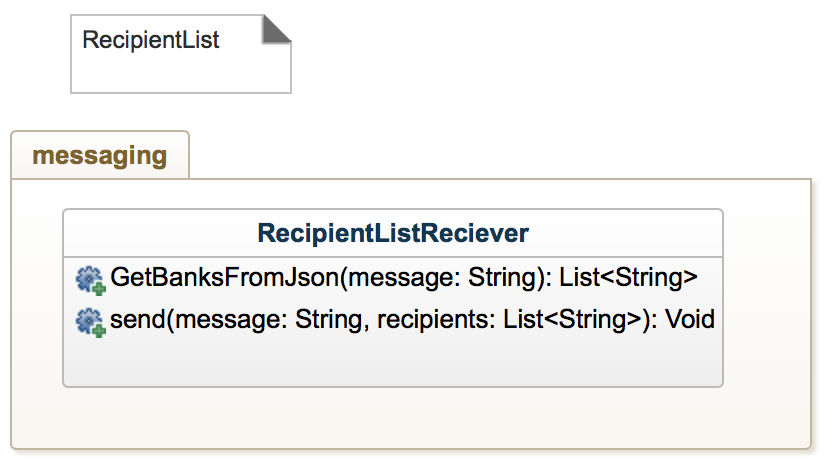 RecipientList
messaging
RecipientListReciever
GetBanksFromJson(message: String): List<String>
send(message: String, recipients: List<String>): Void